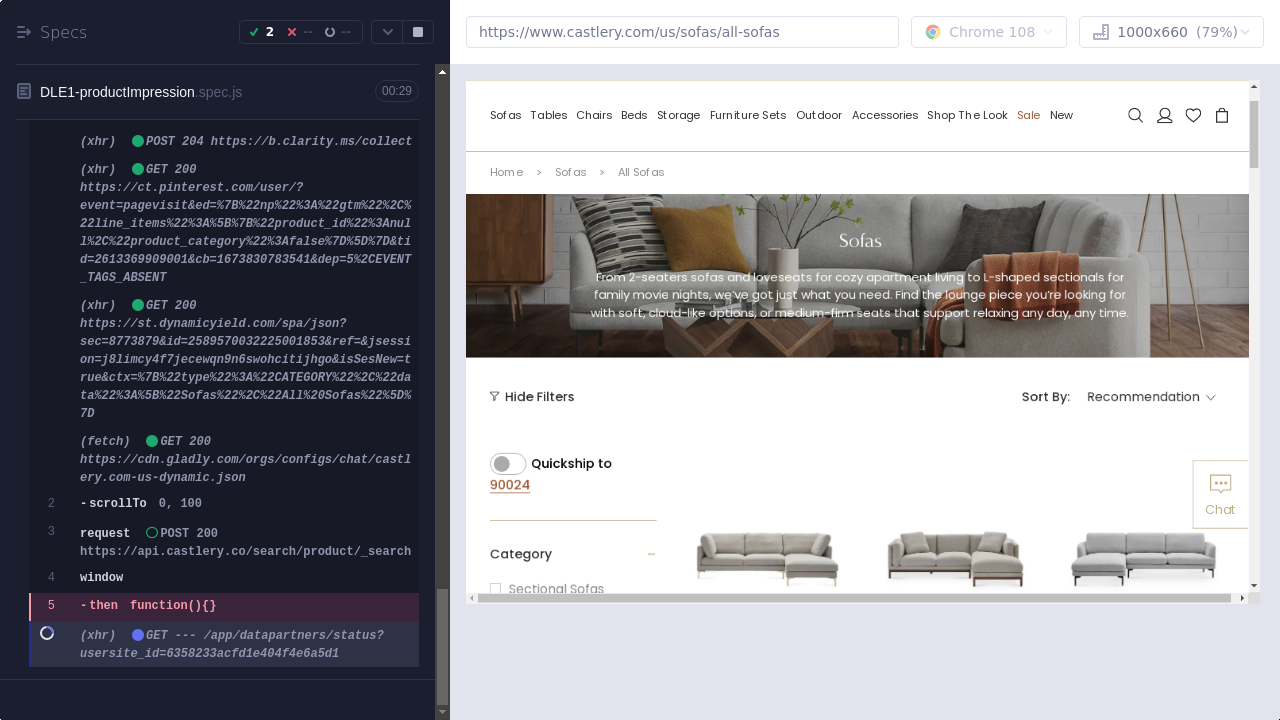 Specs
2
--
--
https://www.castlery.com/us/sofas/all-sofas
Chrome 108
1000x660 (79%)
DLE1-productImpression.spec.js
00:29
(xhr) POST 204 https://b.clarity.ms/collect
(xhr) GET 200
https://ct.pinterest.com/user/?
event=pagevisit&ed=%7B%22np%22%3A%22gtm%22%2C%
22line_items%22%3A%5B%7B%22product_id%22%3Anul
l%2C%22product_category%22%3Afalse%7D%5D%7D&ti
d=2613369909001&cb=1673830783541&dep=5%2CEVENT
_TAGS_ABSENT
(xhr) GET 200
https://st.dynamicyield.com/spa/json?
sec=8773879&id=2589570032225001853&ref=&jsessi
on=j8limcy4f7jecewqn9n6swohcitijhgo&isSesNew=t
rue&ctx=%7B%22type%22%3A%22CATEGORY%22%2C%22da
ta%22%3A%5B%22Sofas%22%2C%22All%20Sofas%22%5D%
7D
(fetch) GET 200
https://cdn.gladly.com/orgs/configs/chat/castl
ery.com-us-dynamic.json
2 -scrollTo 0, 100
3 request POST 200
https://api.castlery.co/search/product/_search
4 window
5 -then function(){}
(xhr) GET --- /app/datapartners/status?
usersite_id=6358233acfd1e404f4e6a5d1
Sofas Tables Chairs Beds Storage Furniture Sets Outdoor Accessories Shop The Look Sale New
Home > Sofas > All Sofas
Sofas
From 2-seaters sofas and loveseats for cozy apartment living to L-shaped sectionals for
family movie nights, we've got just what you need. Find the lounge piece you're looking for
with soft, cloud-like options, or medium-firm seats that support relaxing any day, any time.
Hide Filters
Sort By: Recommendation
Quickship to
90024
Category
Sectional Sofas
Chat